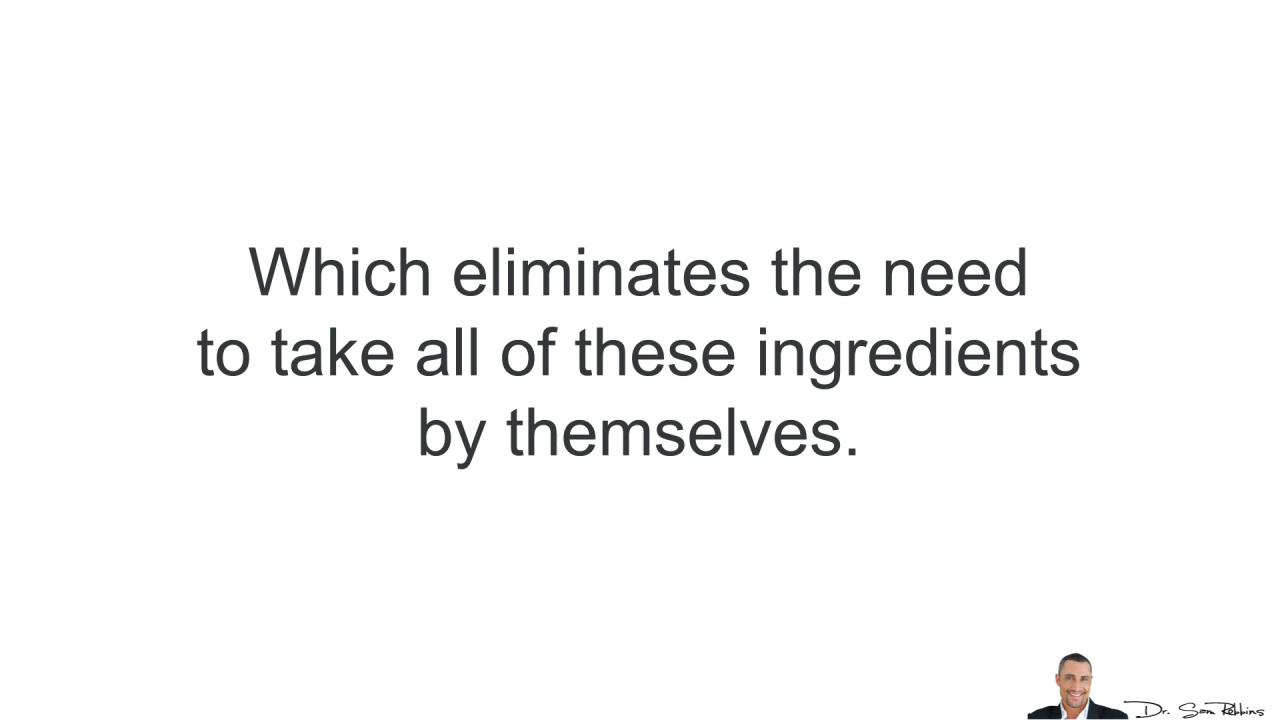 Which eliminates the need
to take all of these ingredients
by themselves.
Dr. Sam Robbins